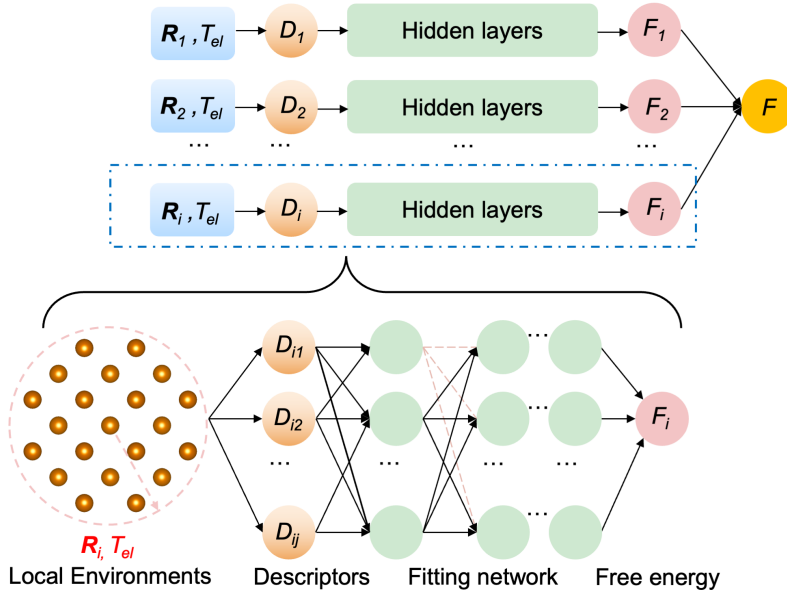 R1 ,Tel D1 Hidden layers F1
R2 ,Tel D2 Hidden layers F2 F
... ... ... ...
Ri ,Tel Di Hidden layers Fi
Di1 ...
Di2 ... Fi
... ... ... ...
Dij ...
Ri, Tel
Local Environments Descriptors Fitting network Free energy